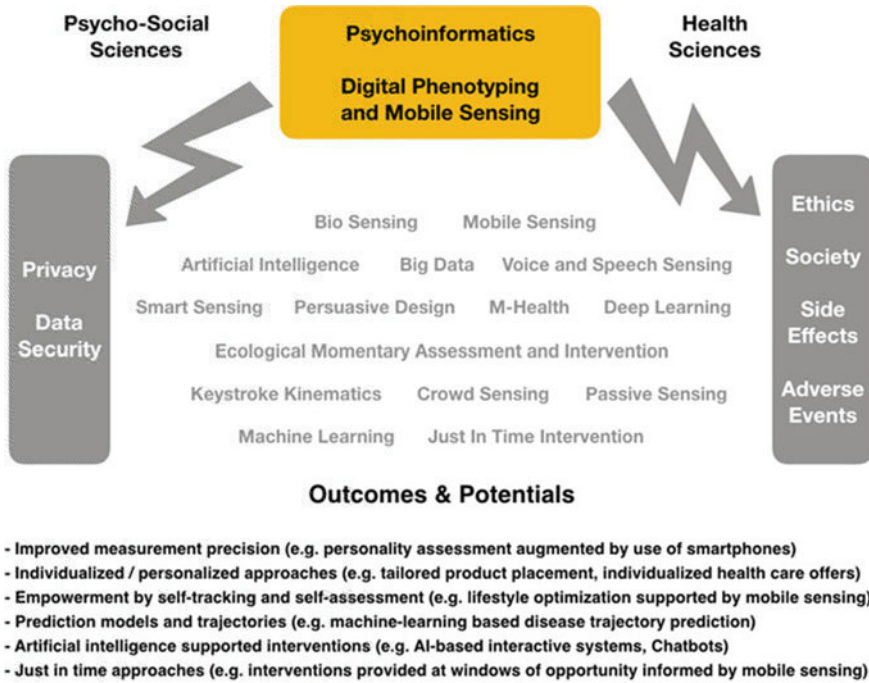 Psycho-Social
Sciences
Psychoinformatics
Digital Phenotyping
and Mobile Sensing
Health
Sciences
Privacy
Data
Security
Bio Sensing Mobile Sensing
Artificial Intelligence Big Data Voice and Speech Sensing
Smart Sensing Persuasive Design M-Health Deep Learning
Ecological Momentary Assessment and Intervention
Keystroke Kinematics Crowd Sensing Passive Sensing
Machine Learning Just In Time Intervention
Ethics
Society
Side
Effects
Adverse
Events
Outcomes & Potentials
- Improved measurement precision (e.g. personality assessment augmented by use of smartphones)
- Individualized / personalized approaches (e.g. tailored product placement, individualized health care offers)
- Empowerment by self-tracking and self-assessment (e.g. lifestyle optimization supported by mobile sensing)
- Prediction models and trajectories (e.g. machine-learning based disease trajectory prediction)
- Artificial intelligence supported interventions (e.g. AI-based interactive systems, Chatbots)
- Just in time approaches (e.g. interventions provided at windows of opportunity informed by mobile sensing)